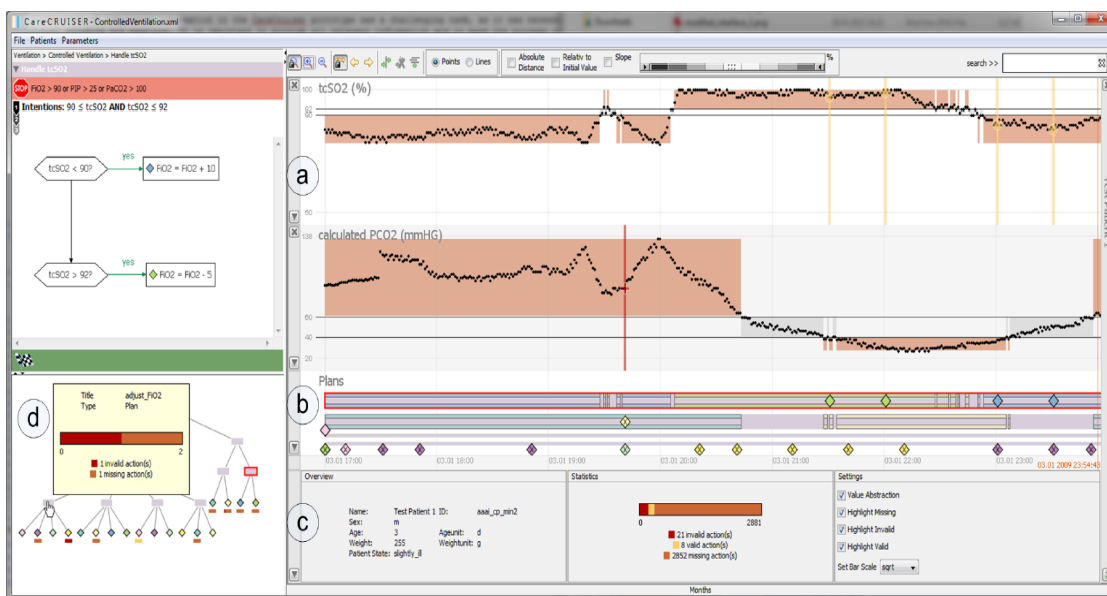 CareCRUISER - ControlledVentilation.xml
File Patients Parameters
Ventilation > Controlled Ventilation > Handle tcSO2
Handle tcSO2
STOP FiO2 > 90 or PIP > 25 or PaCO2 > 100
Intentions: 90 ≤ tcSO2 AND tcSO2 ≤ 92
tcSO2 < 90?
yes
FiO2 = FiO2 + 10
tcSO2 > 92?
yes
FiO2 = FiO2 - 5
d
Title adjust_FiO2
Type Plan
0 2
1 invalid action(s)
1 missing action(s)
Points Lines
Absolute Distance
Relativ to Initial Value
Slope
%
search >>
tcSO2 (%)
100
92
90
50
a
calculated PCO2 (mmHG)
138
60
40
20
Plans
b
03.01 17:00 03.01 18:00 03.01 19:00 03.01 20:00 03.01 21:00 03.01 22:00 03.01 23:00
03.01 2009 23:54:43
c
Overview
Name: Test Patient 1 ID: aaai_cp_min2
Sex: m
Age: 3 Ageunit: d
Weight: 255 Weightunit: g
Patient State: slightly_ill
Statistics
0 2881
21 invalid action(s)
8 valid action(s)
2852 missing action(s)
Settings
Value Abstraction
Highlight Missing
Highlight Invalid
Highlight Valid
Set Bar Scale sqrt
Months